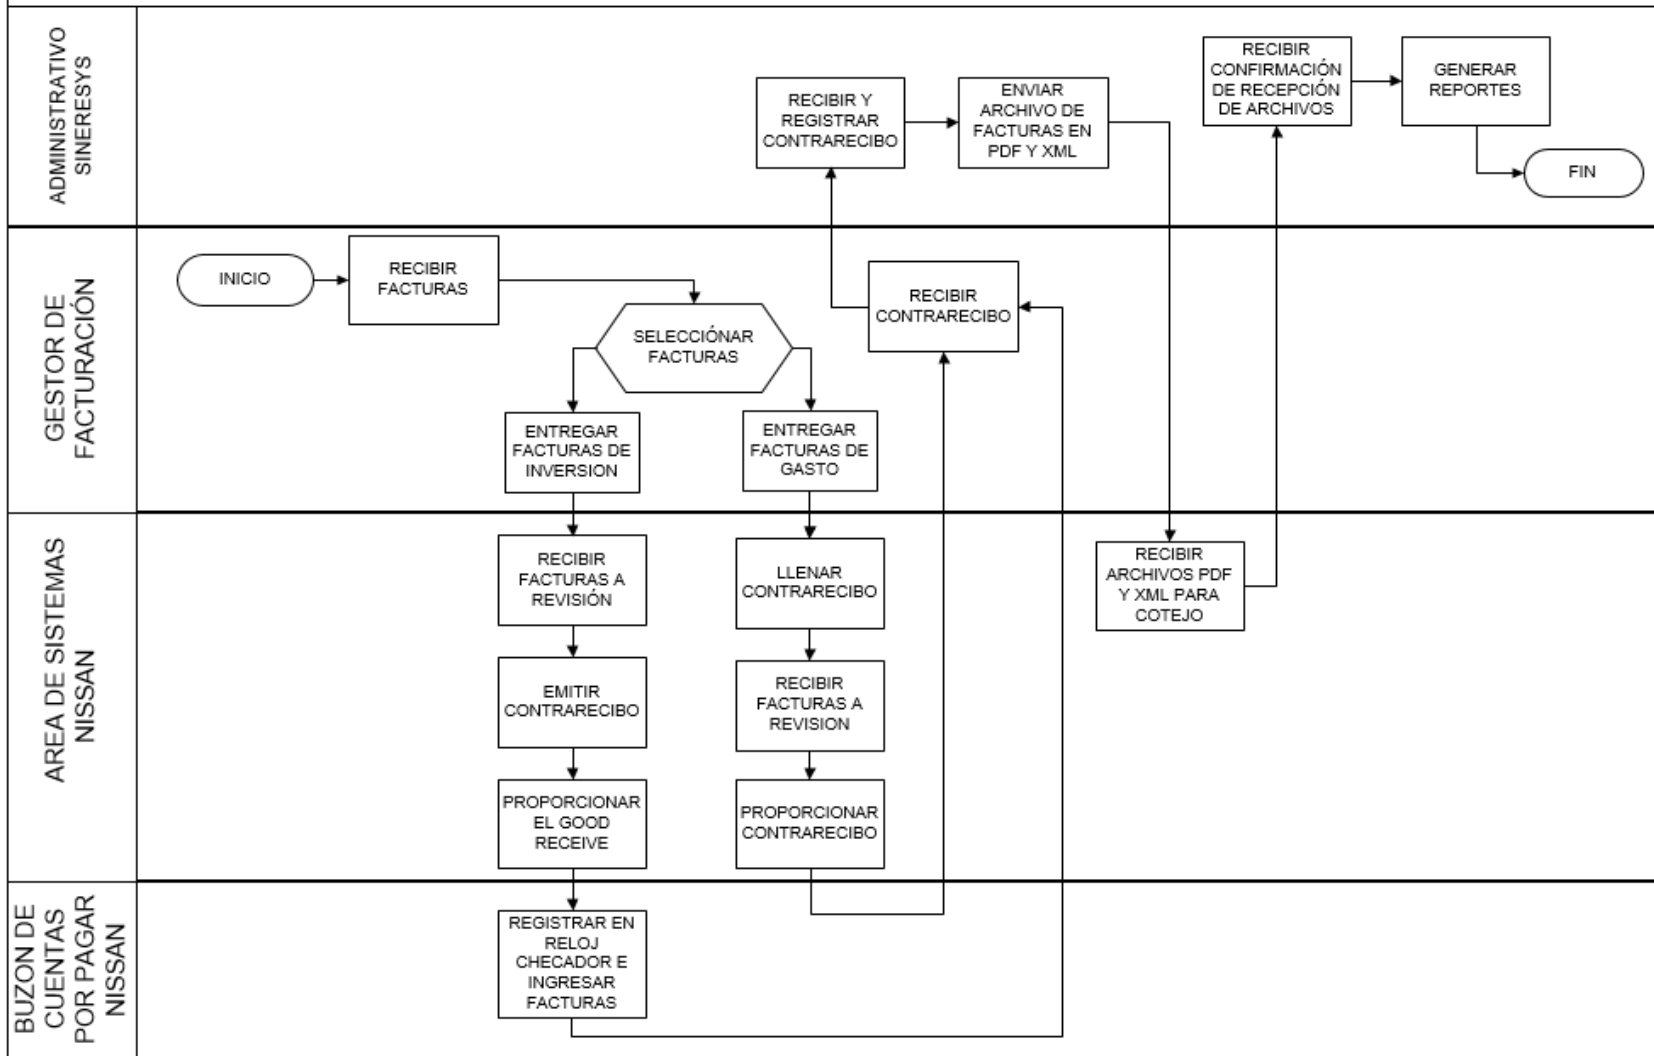 ADMINISTRATIVO
SINERESYS
RECIBIR Y
REGISTRAR
CONTRARECIBO
ENVIAR
ARCHIVO DE
FACTURAS EN
PDF Y XML
RECIBIR
CONFIRMACIÓN
DE RECEPCIÓN
DE ARCHIVOS
GENERAR
REPORTES
FIN
GESTOR DE
FACTURACIÓN
INICIO
RECIBIR
FACTURAS
SELECCIÓNAR
FACTURAS
RECIBIR
CONTRARECIBO
ENTREGAR
FACTURAS DE
INVERSION
ENTREGAR
FACTURAS DE
GASTO
AREA DE SISTEMAS
NISSAN
RECIBIR
FACTURAS A
REVISIÓN
EMITIR
CONTRARECIBO
PROPORCIONAR
EL GOOD
RECEIVE
LLENAR
CONTRARECIBO
RECIBIR
FACTURAS A
REVISION
PROPORCIONAR
CONTRARECIBO
RECIBIR
ARCHIVOS PDF
Y XML PARA
COTEJO
BUZON DE
CUENTAS
POR PAGAR
NISSAN
REGISTRAR EN
RELOJ
CHECADOR E
INGRESAR
FACTURAS